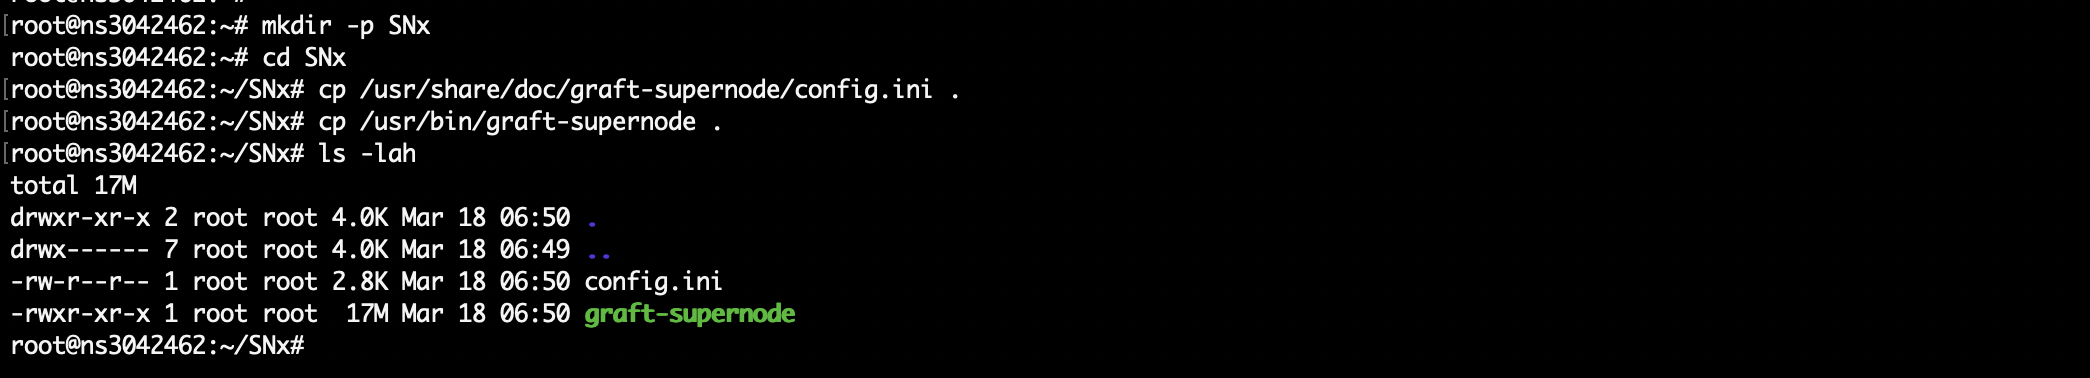 [root@ns3042462:~# mkdir -p SNx
root@ns3042462:~# cd SNx
[root@ns3042462:~/SNx# cp /usr/share/doc/graft-supernode/config.ini .
[root@ns3042462:~/SNx# cp /usr/bin/graft-supernode .
[root@ns3042462:~/SNx# ls -lah
total 17M
drwxr-xr-x 2 root root 4.0K Mar 18 06:50 .
drwx------ 7 root root 4.0K Mar 18 06:49 ..
-rw-r--r-- 1 root root 2.8K Mar 18 06:50 config.ini
-rwxr-xr-x 1 root root  17M Mar 18 06:50 graft-supernode
root@ns3042462:~/SNx#